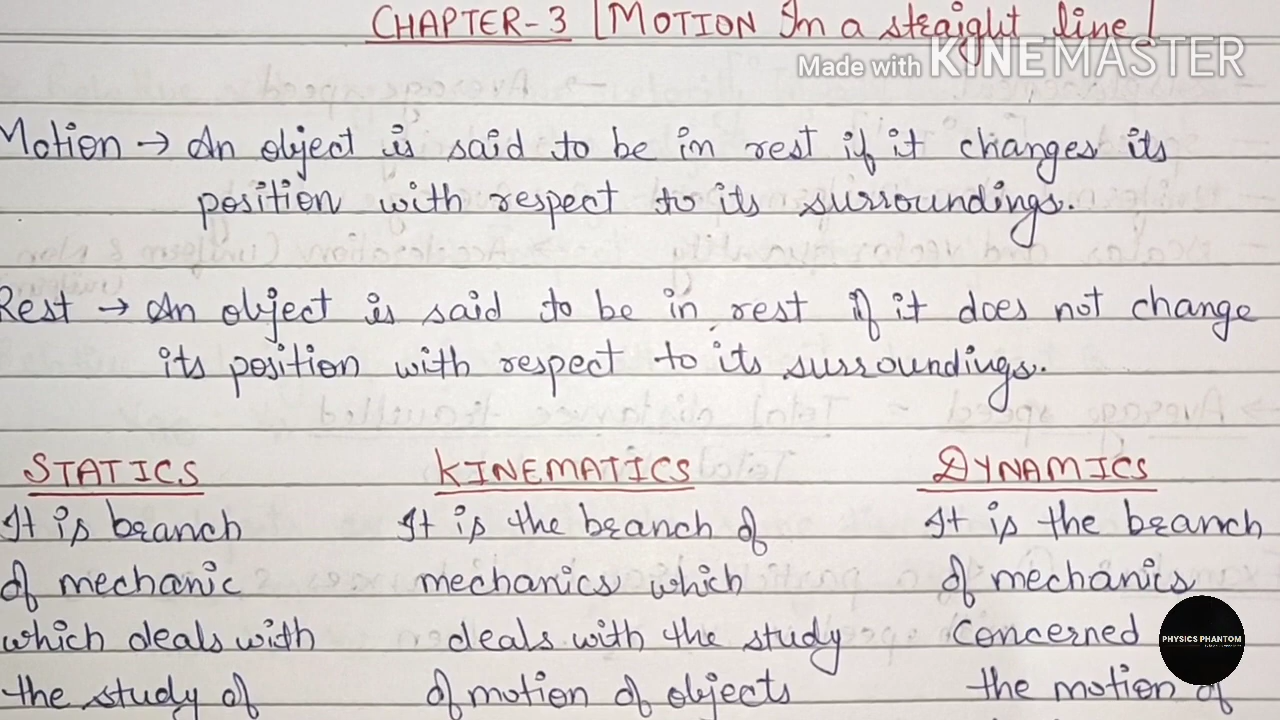 CHAPTER-3 [MOTION In a straight line]
Made with KINEMASTER
Motion → An object is said to be in rest if it changes its
position with respect to its surroundings.
Rest → An object is said to be in rest if it does not change
its position with respect to its surroundings.
STATICS
It is branch
of mechanic
which deals with
the study of
KINEMATICS
It is the branch of
mechanics which
deals with the study
of motion of objects
DYNAMICS
It is the branch
of mechanics
Concerned
the motion of
PHYSICS PHANTOM